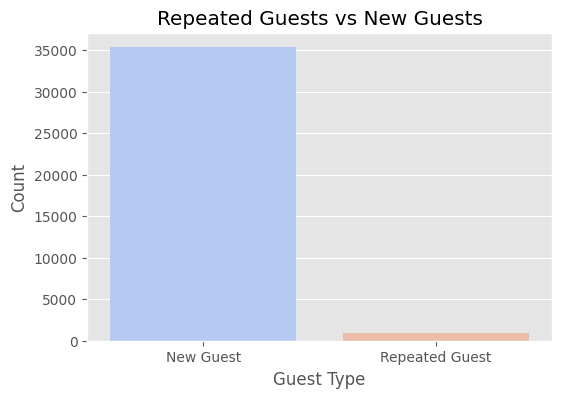 Repeated Guests vs New Guests
35000
30000
25000
20000
15000
10000
5000
0
Count
New Guest
Repeated Guest
Guest Type